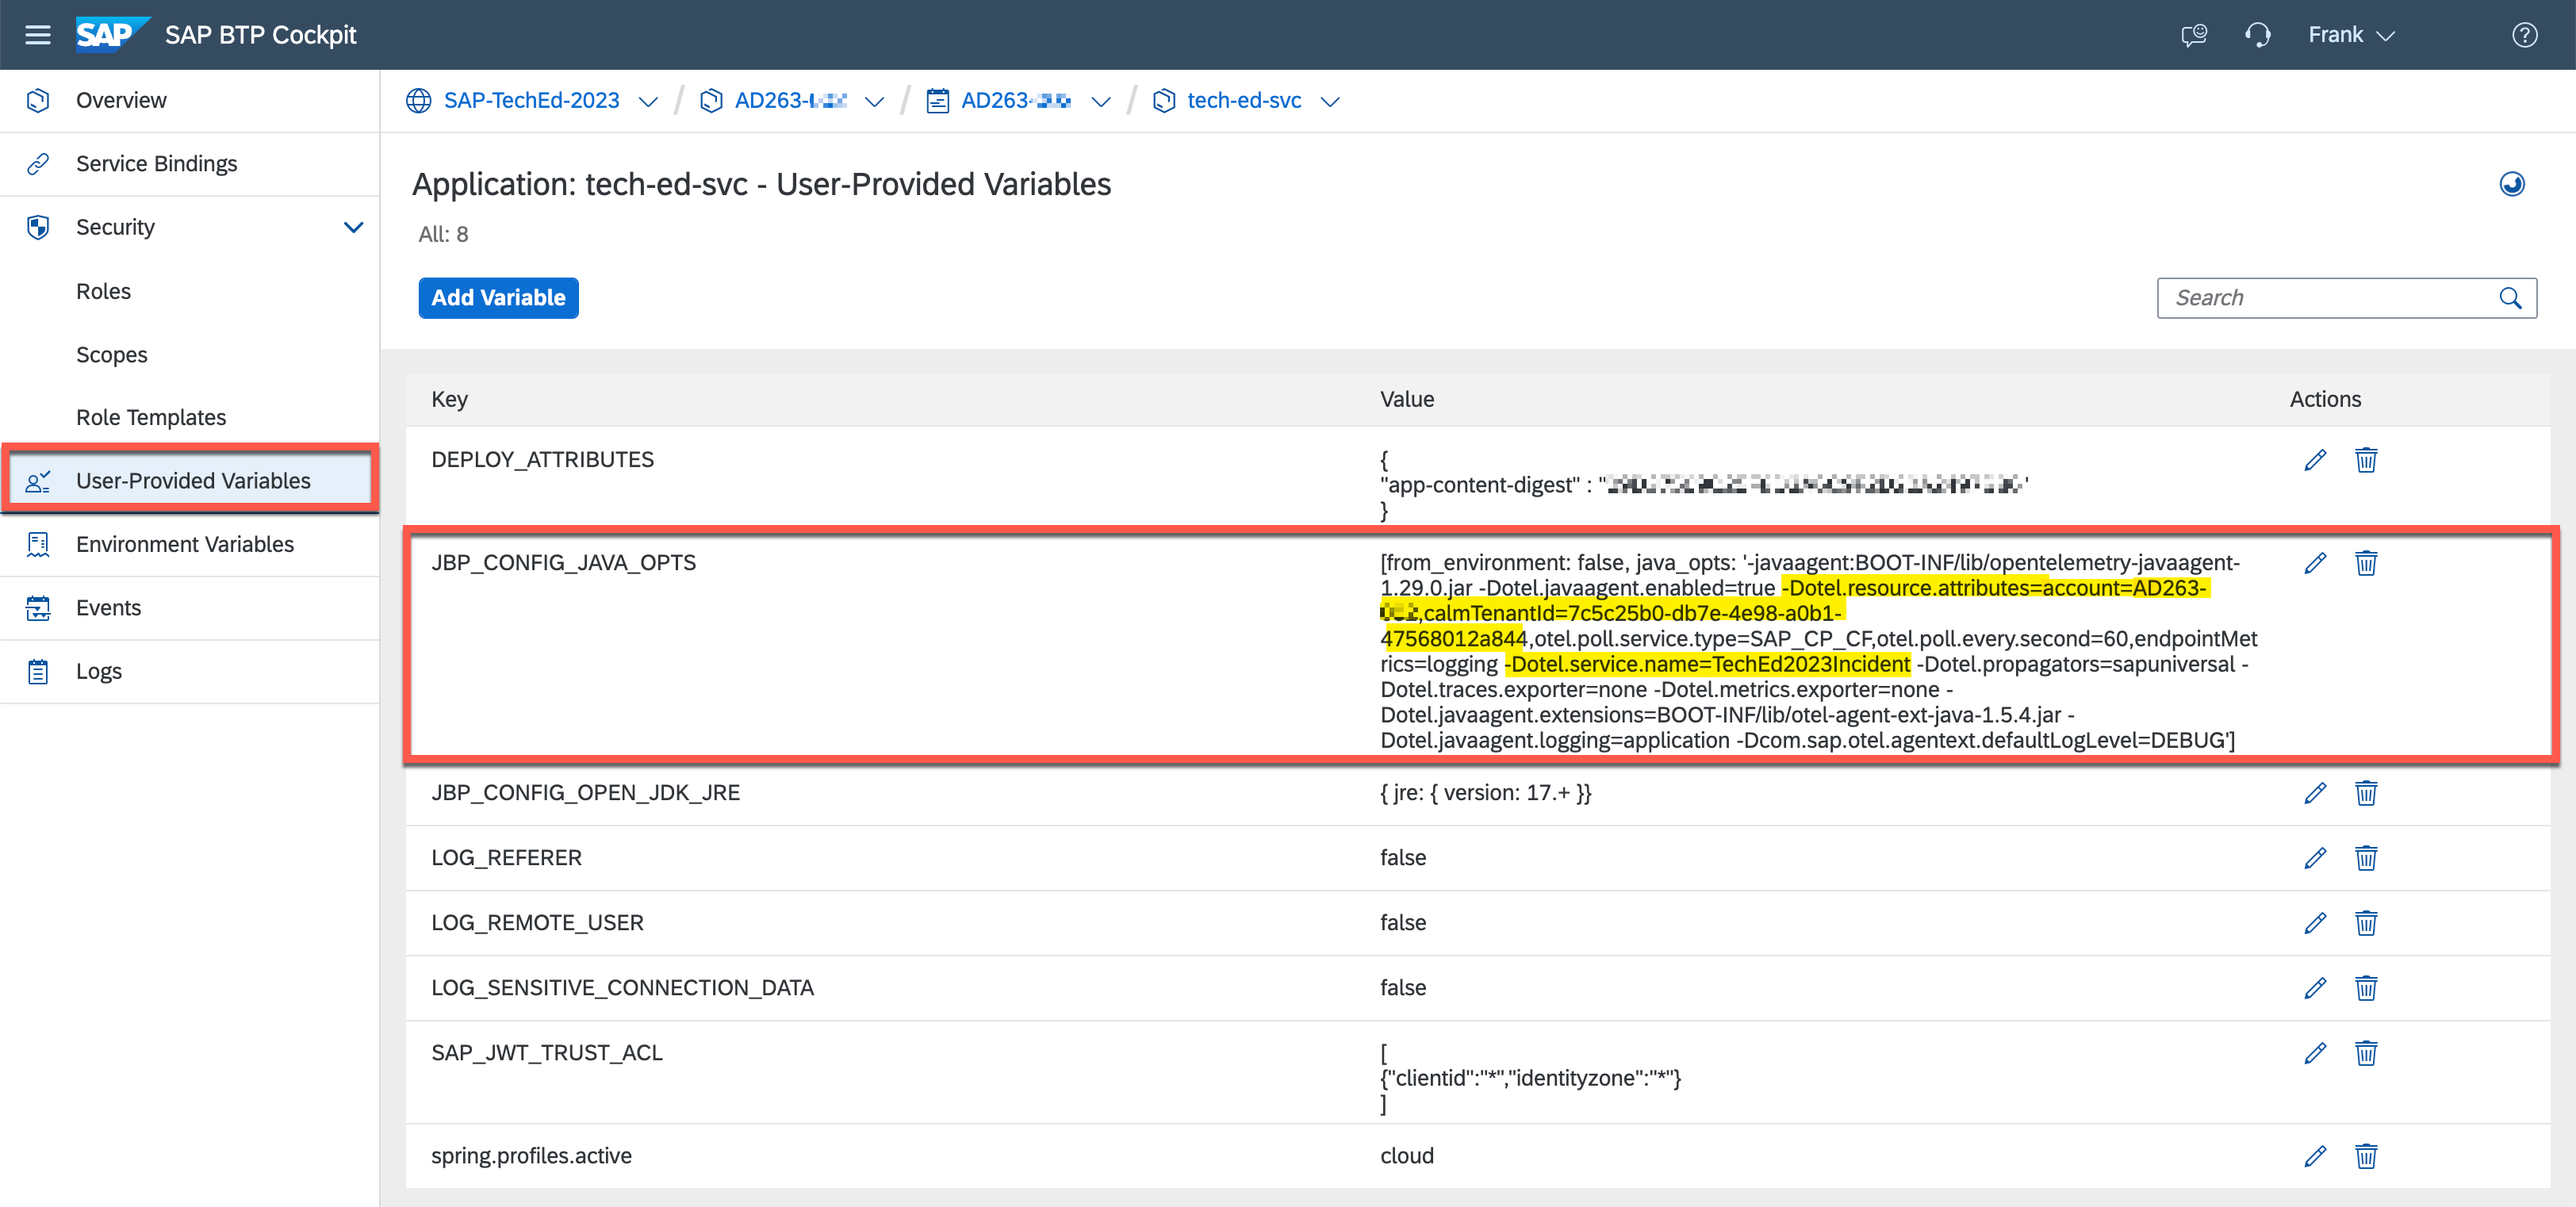 SAP SAP BTP Cockpit Frank
Overview
Service Bindings
Security
Roles
Scopes
Role Templates
User-Provided Variables
Environment Variables
Events
Logs
SAP-TechEd-2023 / AD263- / AD263- / tech-ed-svc
Application: tech-ed-svc - User-Provided Variables
All: 8
Add Variable
Search
Key Value Actions
DEPLOY_ATTRIBUTES {
"app-content-digest" : "
}
JBP_CONFIG_JAVA_OPTS [from_environment: false, java_opts: '-javaagent:BOOT-INF/lib/opentelemetry-javaagent-
1.29.0.jar -Dotel.javaagent.enabled=true -Dotel.resource.attributes=account=AD263-
,calmTenantId=7c5c25b0-db7e-4e98-a0b1-
47568012a844,otel.poll.service.type=SAP_CP_CF,otel.poll.every.second=60,endpointMet
rics=logging -Dotel.service.name=TechEd2023Incident -Dotel.propagators=sapuniversal -
Dotel.traces.exporter=none -Dotel.metrics.exporter=none -
Dotel.javaagent.extensions=BOOT-INF/lib/otel-agent-ext-java-1.5.4.jar -
Dotel.javaagent.logging=application -Dcom.sap.otel.agentext.defaultLogLevel=DEBUG']
JBP_CONFIG_OPEN_JDK_JRE { jre: { version: 17.+ }}
LOG_REFERER false
LOG_REMOTE_USER false
LOG_SENSITIVE_CONNECTION_DATA false
SAP_JWT_TRUST_ACL [
{"clientid":"*","identityzone":"*"}
]
spring.profiles.active cloud